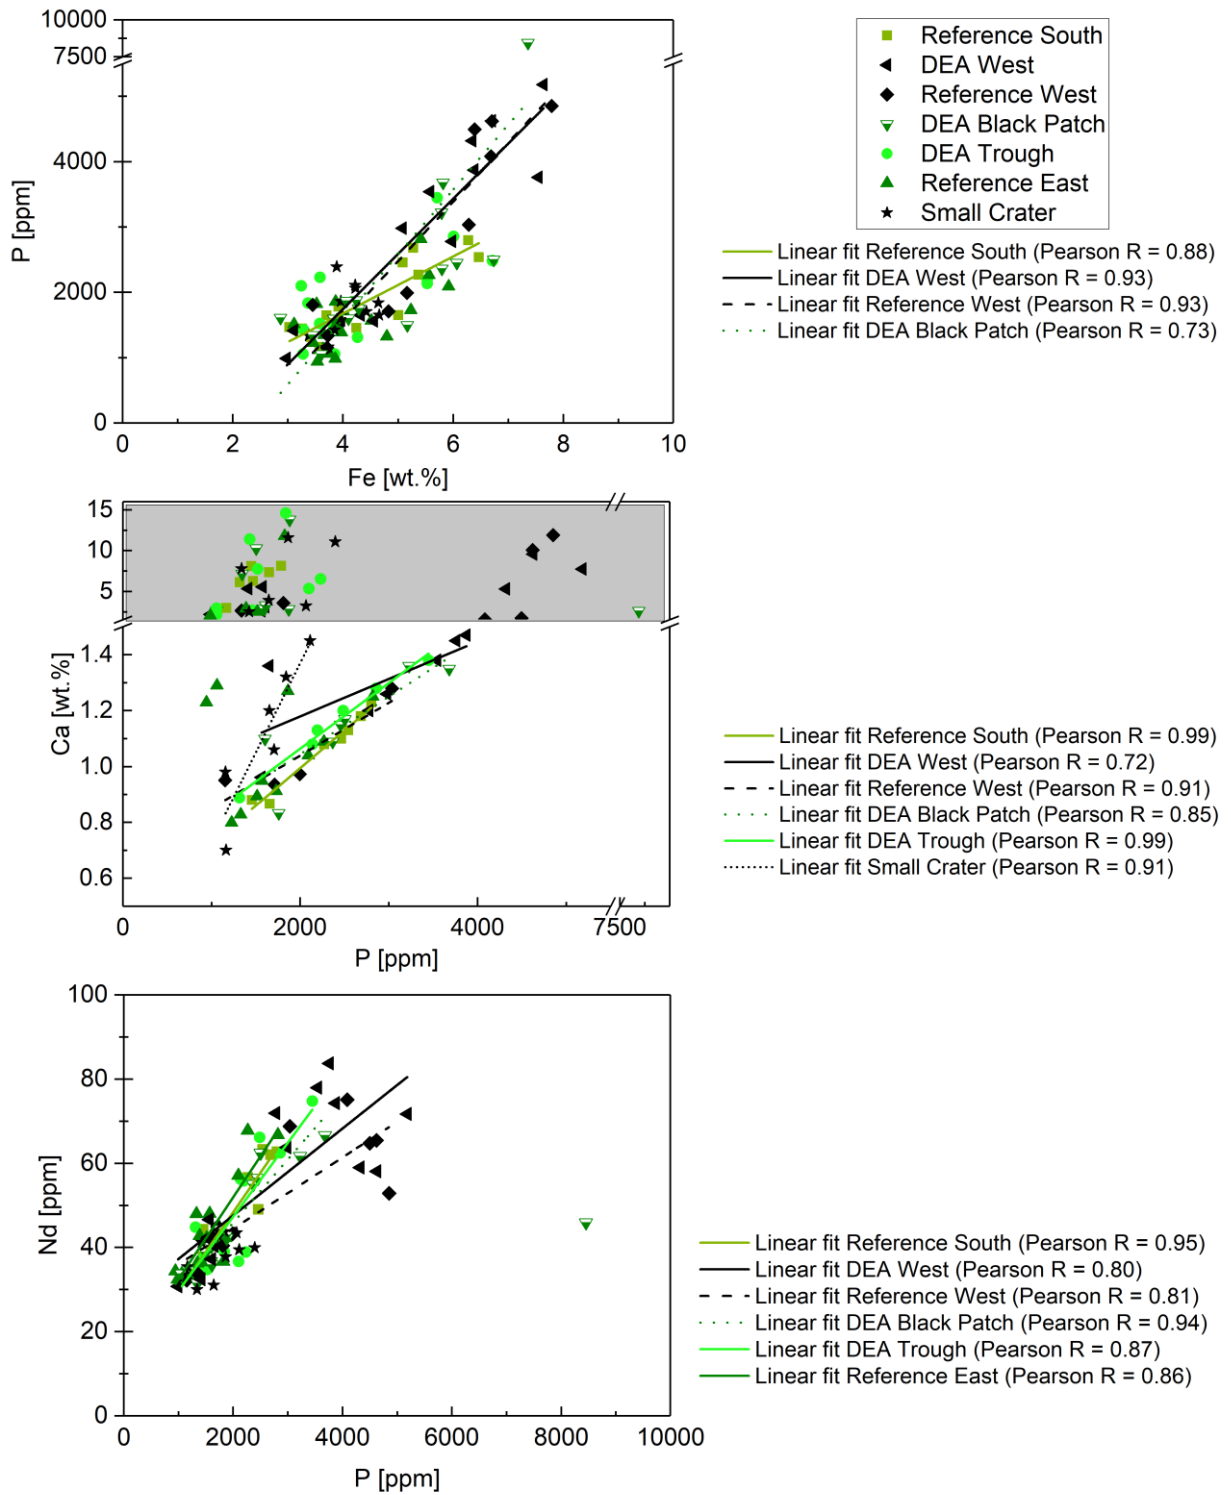 10000
7500
4000
2000
0
P [ppm]
0 2 4 6 8 10
Fe [wt.%]
Reference South
DEA West
Reference West
DEA Black Patch
DEA Trough
Reference East
Small Crater
Linear fit Reference South (Pearson R = 0.88)
Linear fit DEA West (Pearson R = 0.93)
Linear fit Reference West (Pearson R = 0.93)
Linear fit DEA Black Patch (Pearson R = 0.73)
15
10
5
1.4
1.2
1.0
0.8
0.6
Ca [wt.%]
0 2000 4000 7500
P [ppm]
Linear fit Reference South (Pearson R = 0.99)
Linear fit DEA West (Pearson R = 0.72)
Linear fit Reference West (Pearson R = 0.91)
Linear fit DEA Black Patch (Pearson R = 0.85)
Linear fit DEA Trough (Pearson R = 0.99)
Linear fit Small Crater (Pearson R = 0.91)
100
80
60
40
20
0
Nd [ppm]
0 2000 4000 6000 8000 10000
P [ppm]
Linear fit Reference South (Pearson R = 0.95)
Linear fit DEA West (Pearson R = 0.80)
Linear fit Reference West (Pearson R = 0.81)
Linear fit DEA Black Patch (Pearson R = 0.94)
Linear fit DEA Trough (Pearson R = 0.87)
Linear fit Reference East (Pearson R = 0.86)